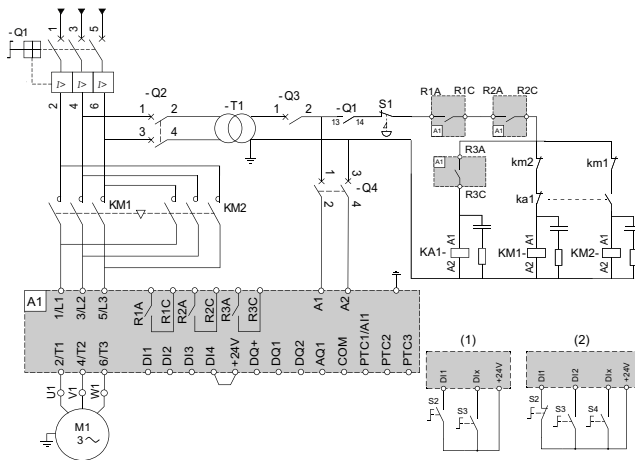 -Q1
1 3 5
I> I> I>
2 4 6
-Q2
1 2
3 4
-T1
-Q3
1 2
-Q1
13 14
S1
4
R1A R1C
A1
R2A R2C
A1
R3A
A1
R3C
km2
km1
ka1
1 3
-Q4
2 4
KM1
KM2
A1
KA1-
A2
A1
KM1-
A2
A1
KM2-
A2
A1
1/L1
3/L2
5/L3
R1A
R1C
R2A
R2C
R3A
R3C
A1
A2
2/T1
4/T2
6/T3
DI1
DI2
DI3
DI4
+24V
DQ+
DQ1
DQ2
AQ1
COM
PTC1/AI1
PTC2
PTC3
U1
V1
W1
M1
3
(1)
DI1
DIx
+24V
S2
S3
(2)
DI1
DI2
DIx
+24V
S2
S3
S4